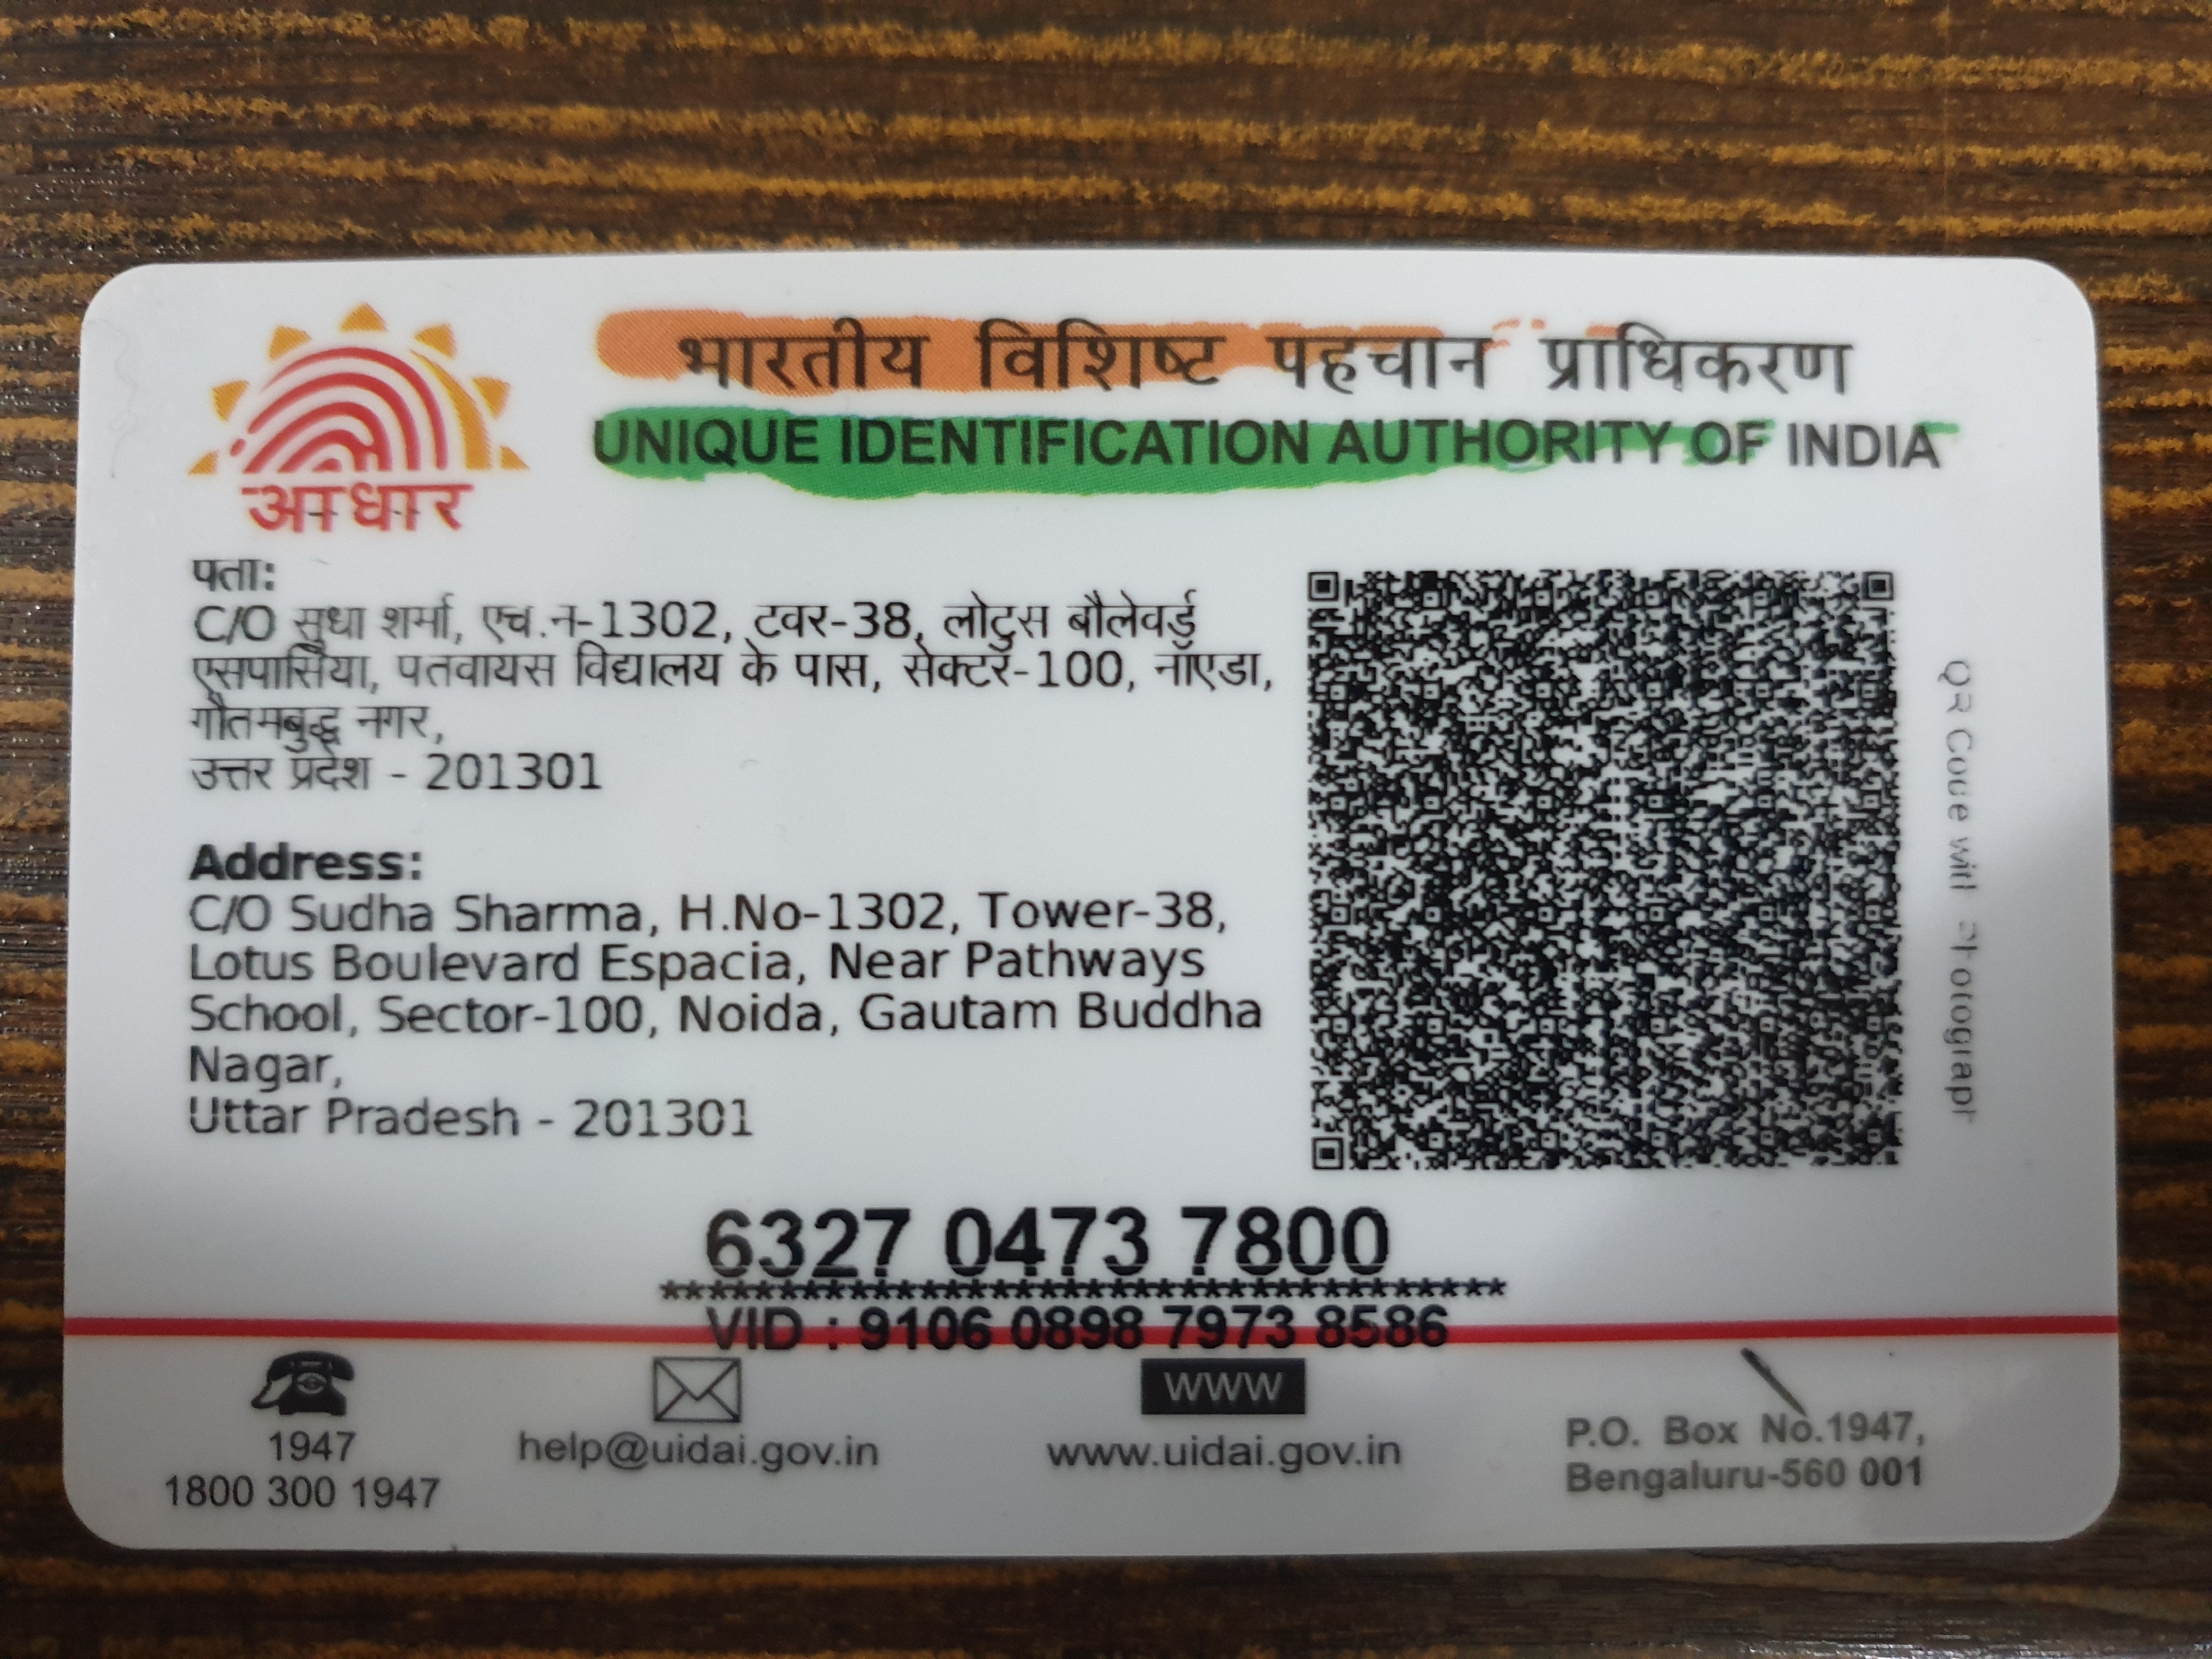 भारतीय विशिष्ट पहचान प्राधिकरण
UNIQUE IDENTIFICATION AUTHORITY OF INDIA
आधार
पता:
C/O सुधा शर्मा, एच.न-1302, टवर-38, लोटुस बौलेवर्ड़
एसपासिया, पतवायस विद्यालय के पास, सेक्टर-100, नॉएडा,
गौतमबुद्ध नगर,
उत्तर प्रदेश - 201301
Address:
C/O Sudha Sharma, H.No-1302, Tower-38,
Lotus Boulevard Espacia, Near Pathways
School, Sector-100, Noida, Gautam Buddha
Nagar,
Uttar Pradesh - 201301
QR Code with Photograph
6327 0473 7800
***********************************
VID : 9106 0898 7973 8586
1947
1800 300 1947
help@uidai.gov.in
WWW
www.uidai.gov.in
P.O. Box No.1947,
Bengaluru-560 001